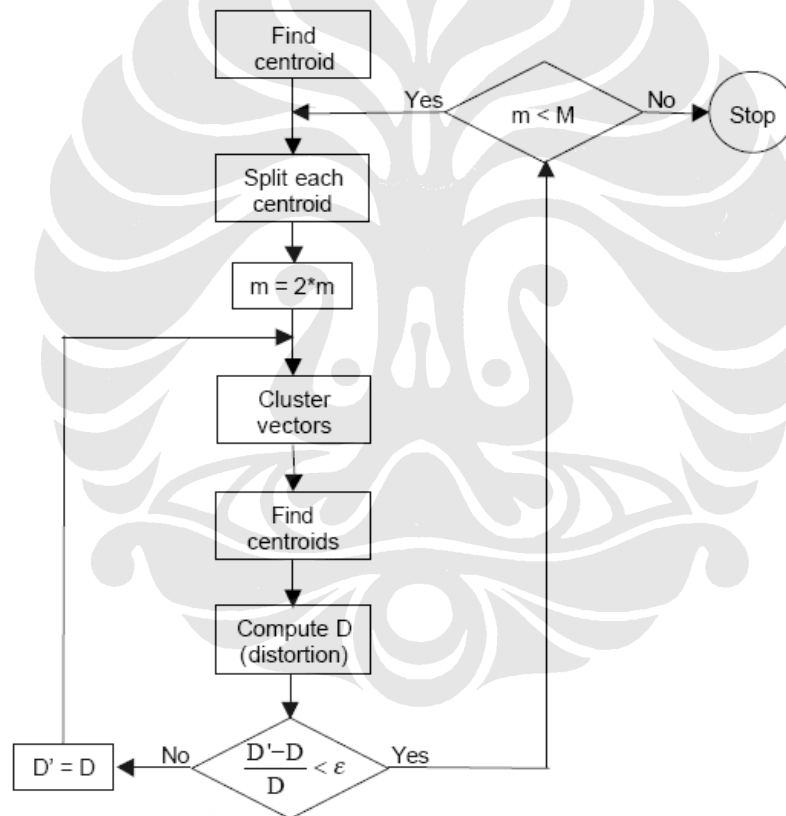 Find
centroid
Yes
m < M
No
Stop
Split each
centroid
m = 2*m
Cluster
vectors
Find
centroids
Compute D
(distortion)
D' = D
No
D'−D
D
< ε
Yes